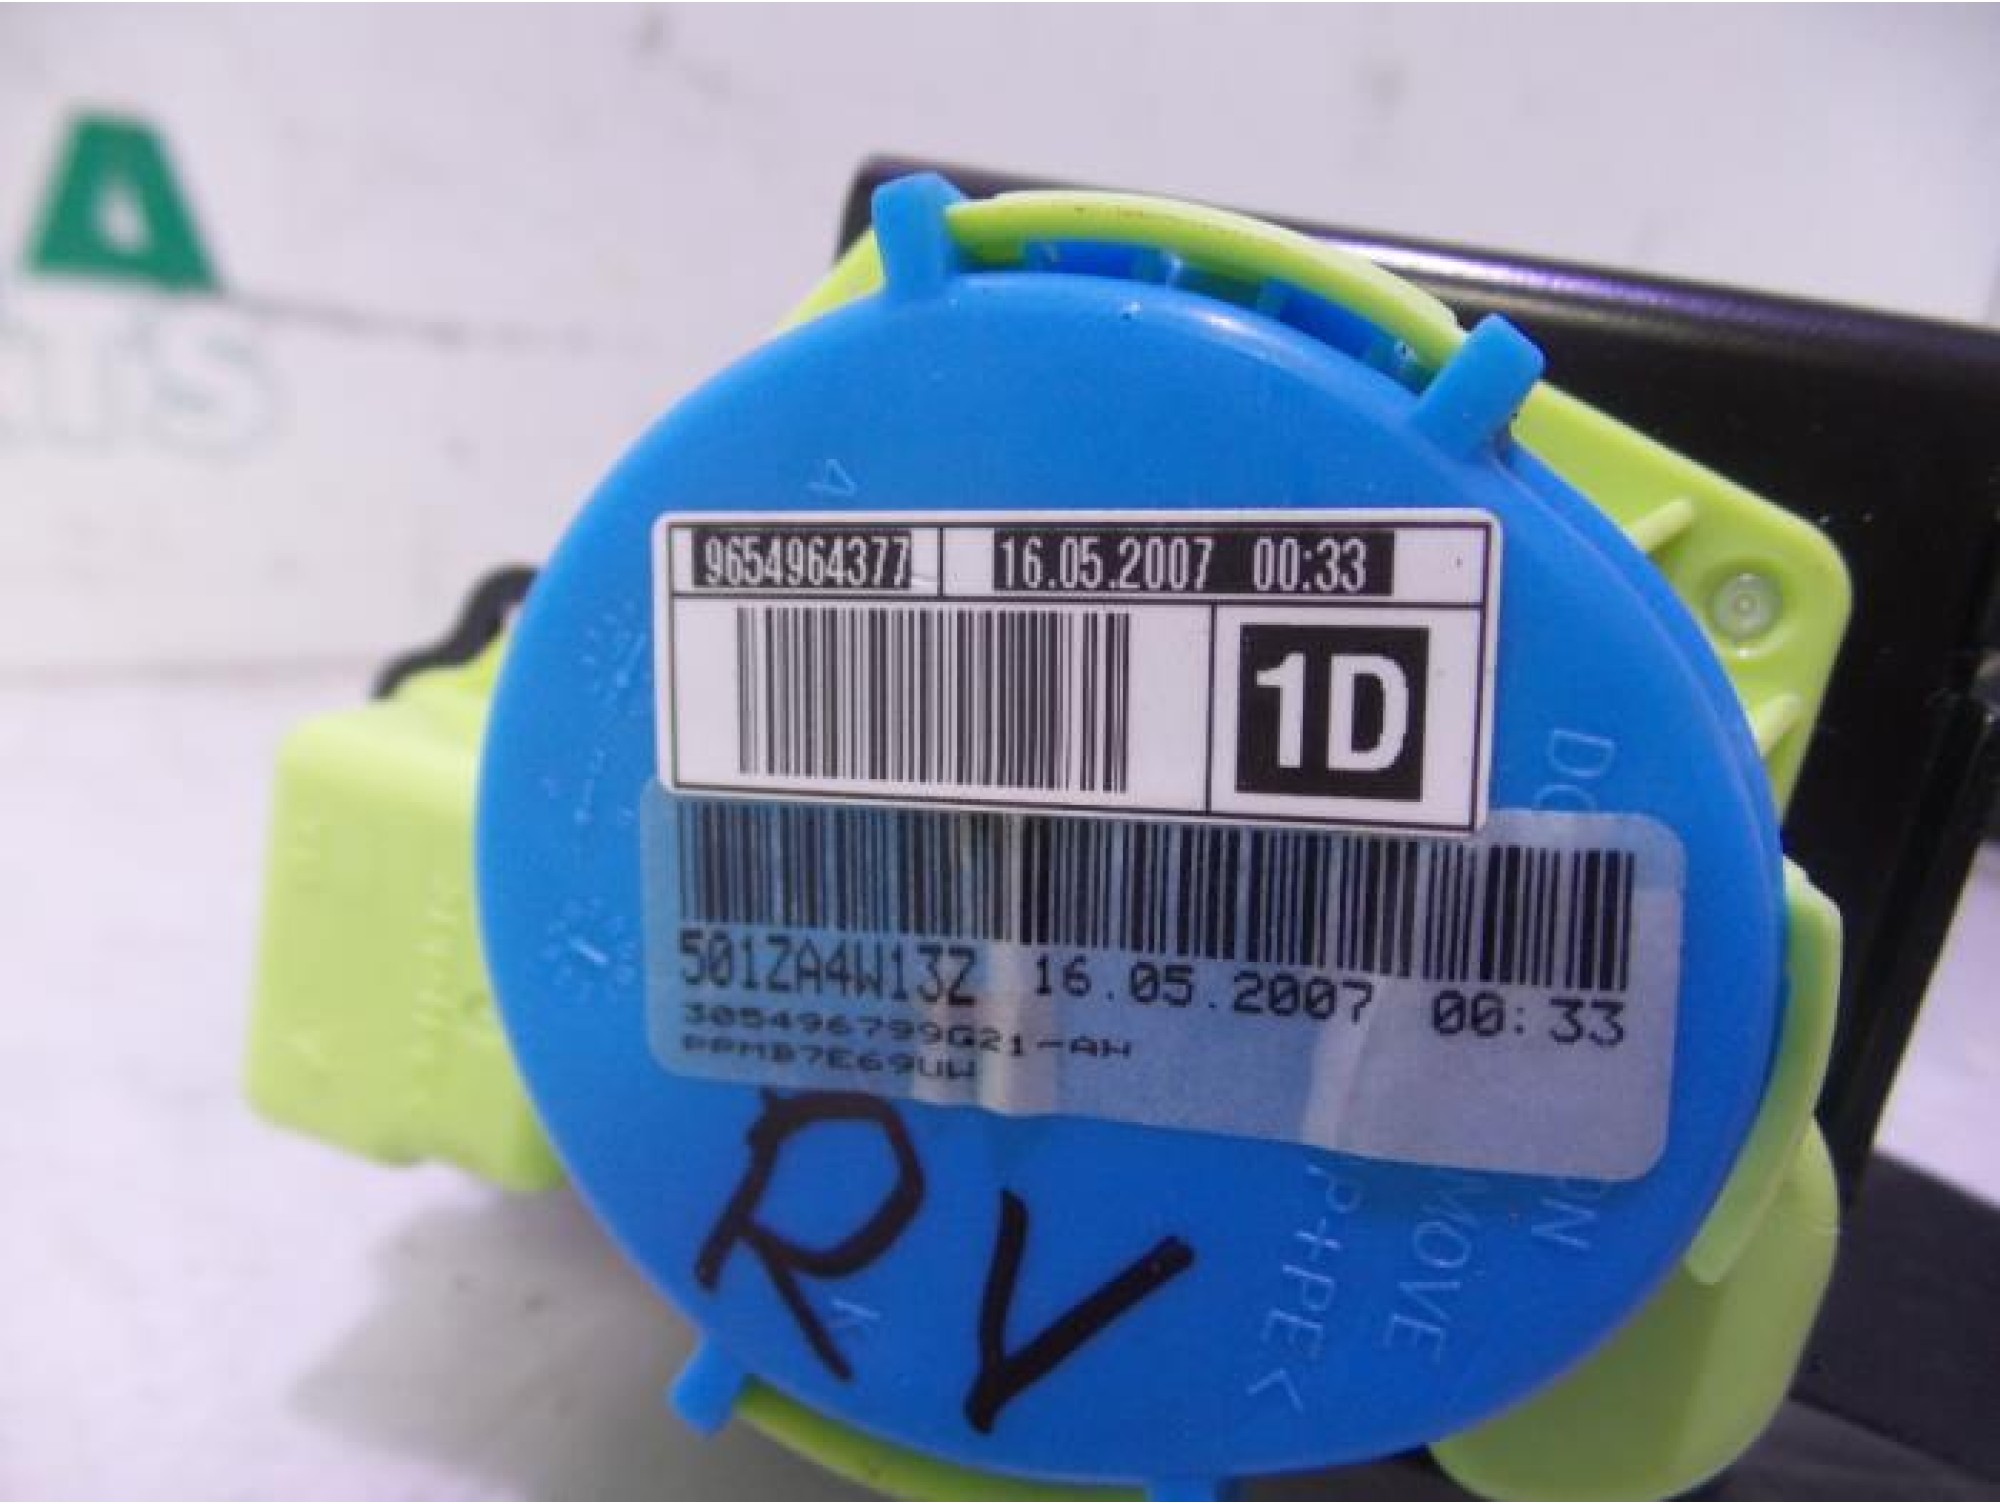 9654964377 16.05.2007 00:33
1D
501ZA4W13Z 16.05.2007 00:33
305496799G21-AW
PPMB7E69UW
RV